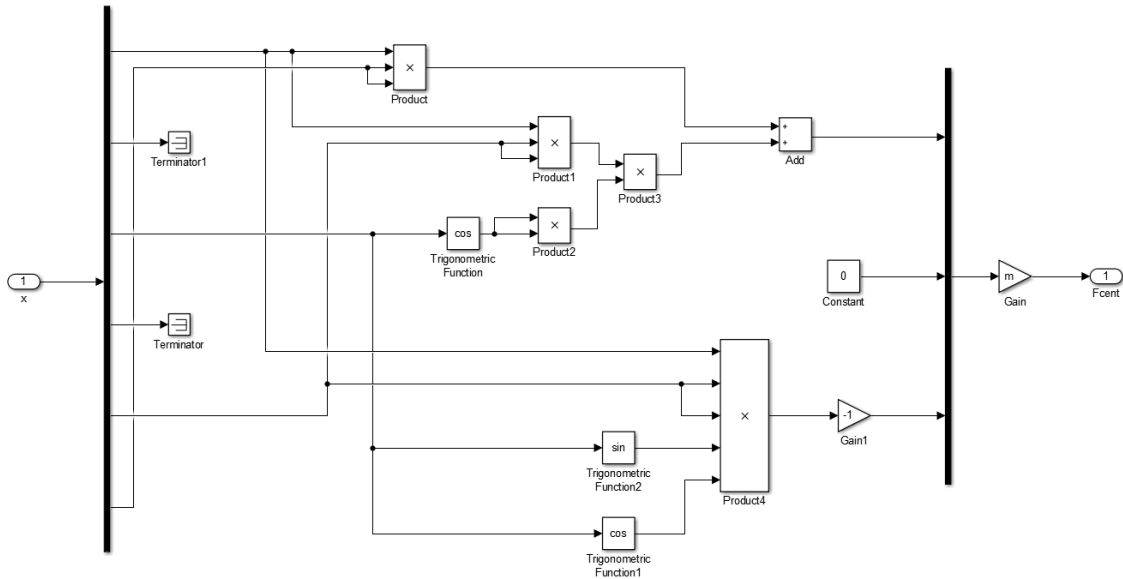 ×
Product
+
+
Add
Terminator1
×
Product1
×
Product3
cos
Trigonometric
Function
×
Product2
1
x
0
Constant
m
Gain
1
Fcent
Terminator
×
Product4
-1
Gain1
sin
Trigonometric
Function2
cos
Trigonometric
Function1